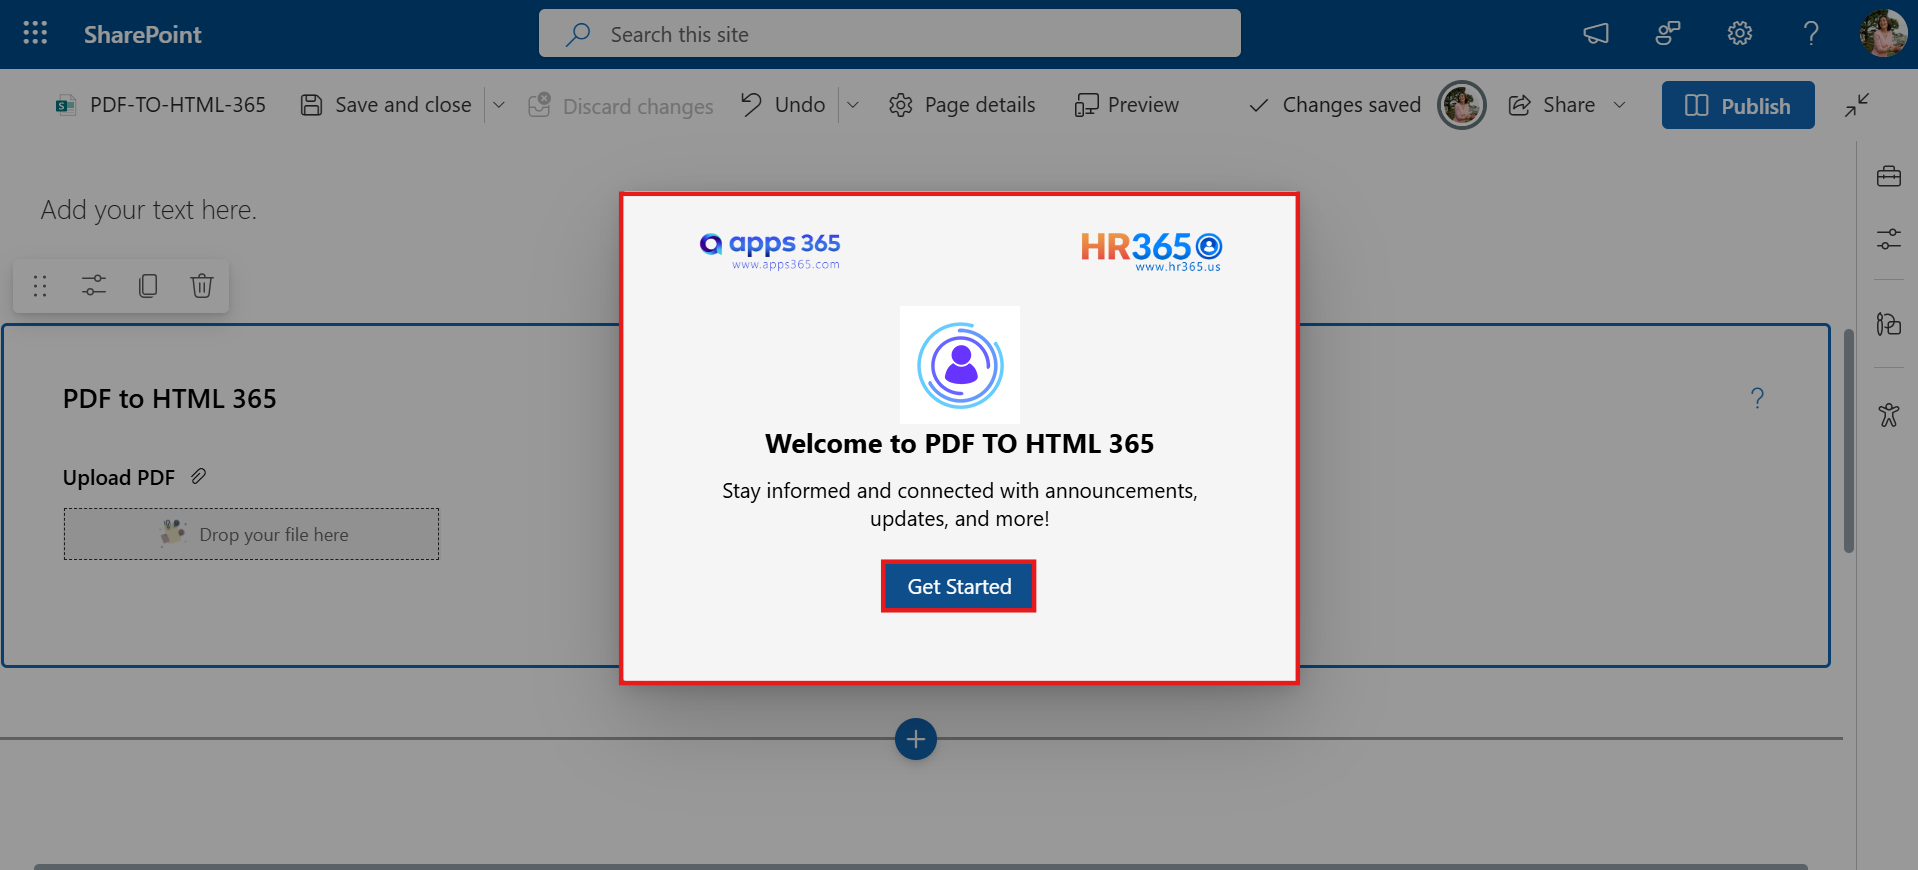 SharePoint
Search this site
PDF-TO-HTML-365
Save and close
Discard changes
Undo
Page details
Preview
Changes saved
Share
Publish
Add your text here.
apps 365
www.apps365.com
HR365
www.hr365.us
PDF to HTML 365
Welcome to PDF TO HTML 365
Upload PDF
Stay informed and connected with announcements,
updates, and more!
Drop your file here
Get Started